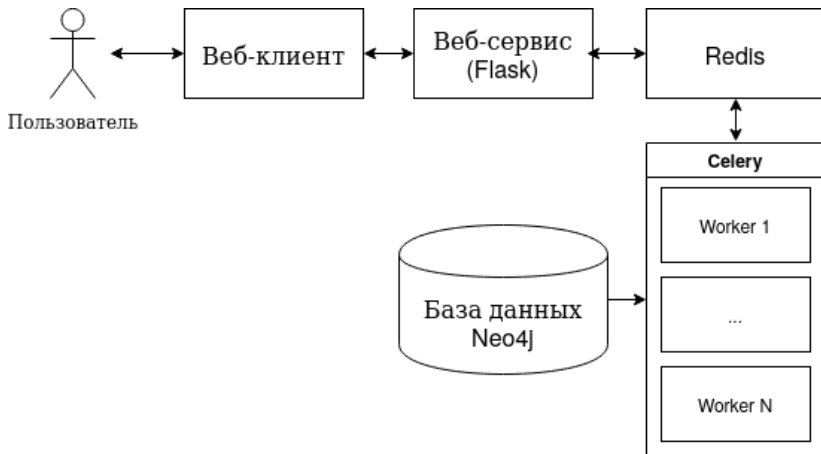 Веб-клиент
Веб-сервис
(Flask)
Redis
Пользователь
Celery
Worker 1
База данных
Neo4j
...
Worker N